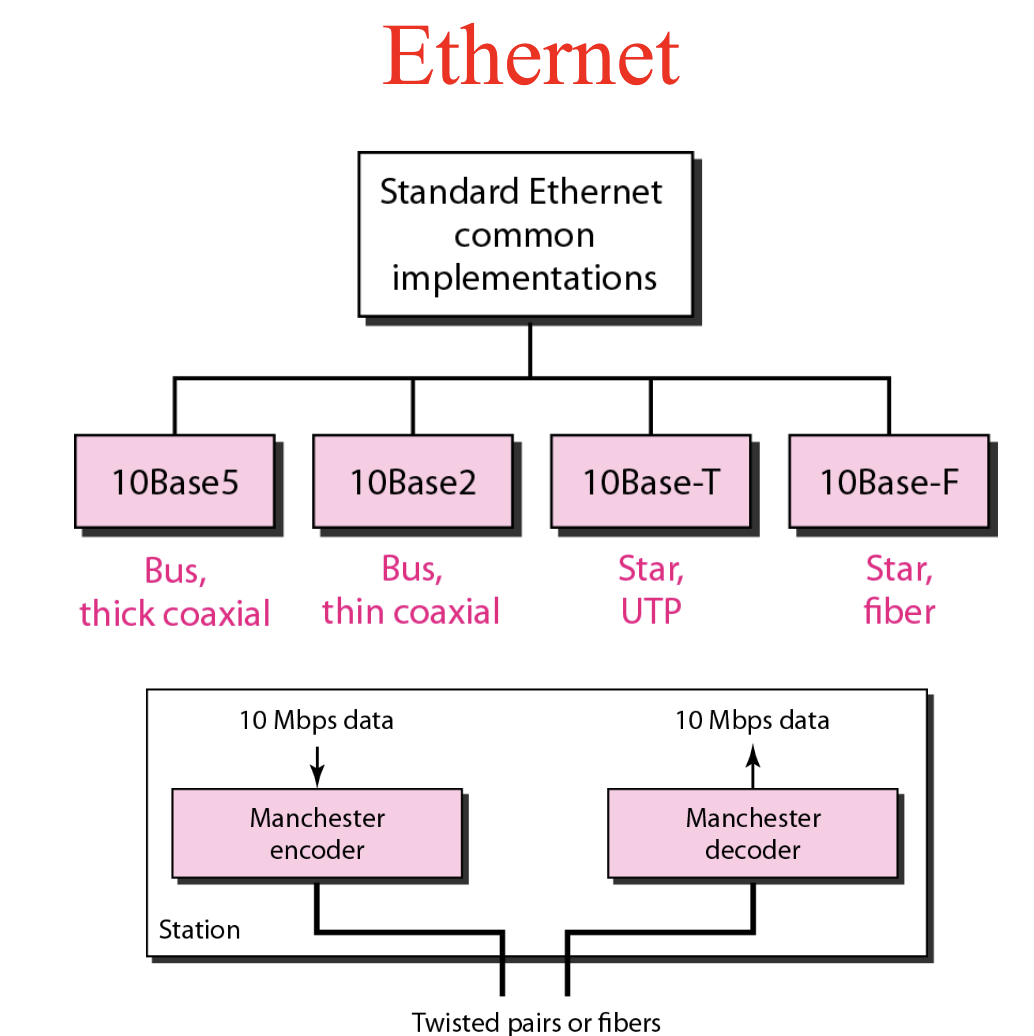 Ethernet
Standard Ethernet
common
implementations
10Base5
10Base2
10Base-T
10Base-F
Bus,
thick coaxial
Bus,
thin coaxial
Star,
UTP
Star,
fiber
10 Mbps data
10 Mbps data
Manchester
encoder
Manchester
decoder
Station
Twisted pairs or fibers